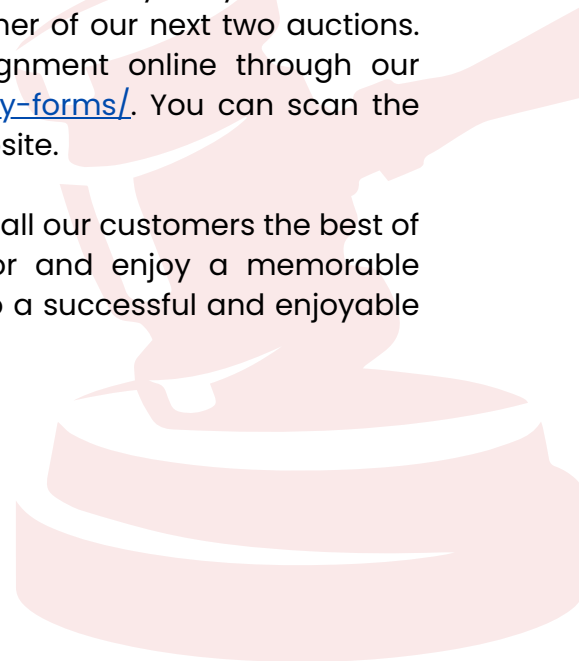 ner of our next two auctions.
gnment online through our
y-forms/. You can scan the
site.
all our customers the best of
or and enjoy a memorable
a successful and enjoyable